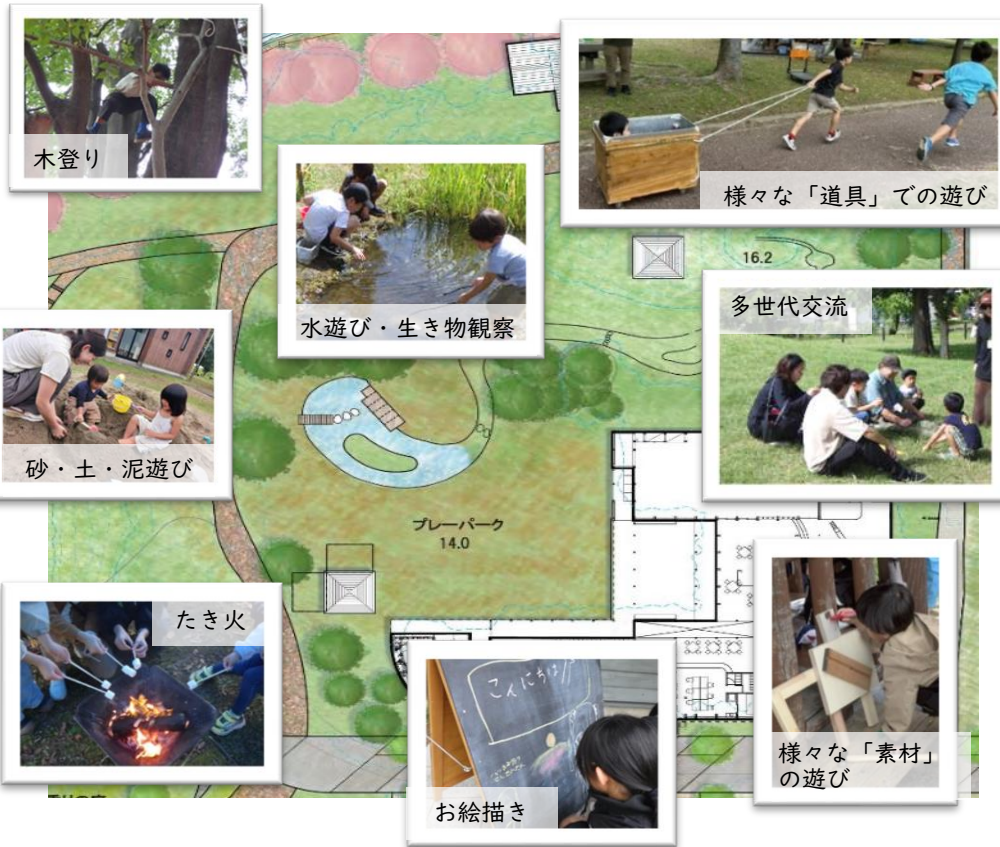 木登り
様々な「道具」での遊び
水遊び・生き物観察
16.2
多世代交流
砂・土・泥遊び
プレーパーク
14.0
たき火
こんにちは!
お絵描き
様々な「素材」
の遊び